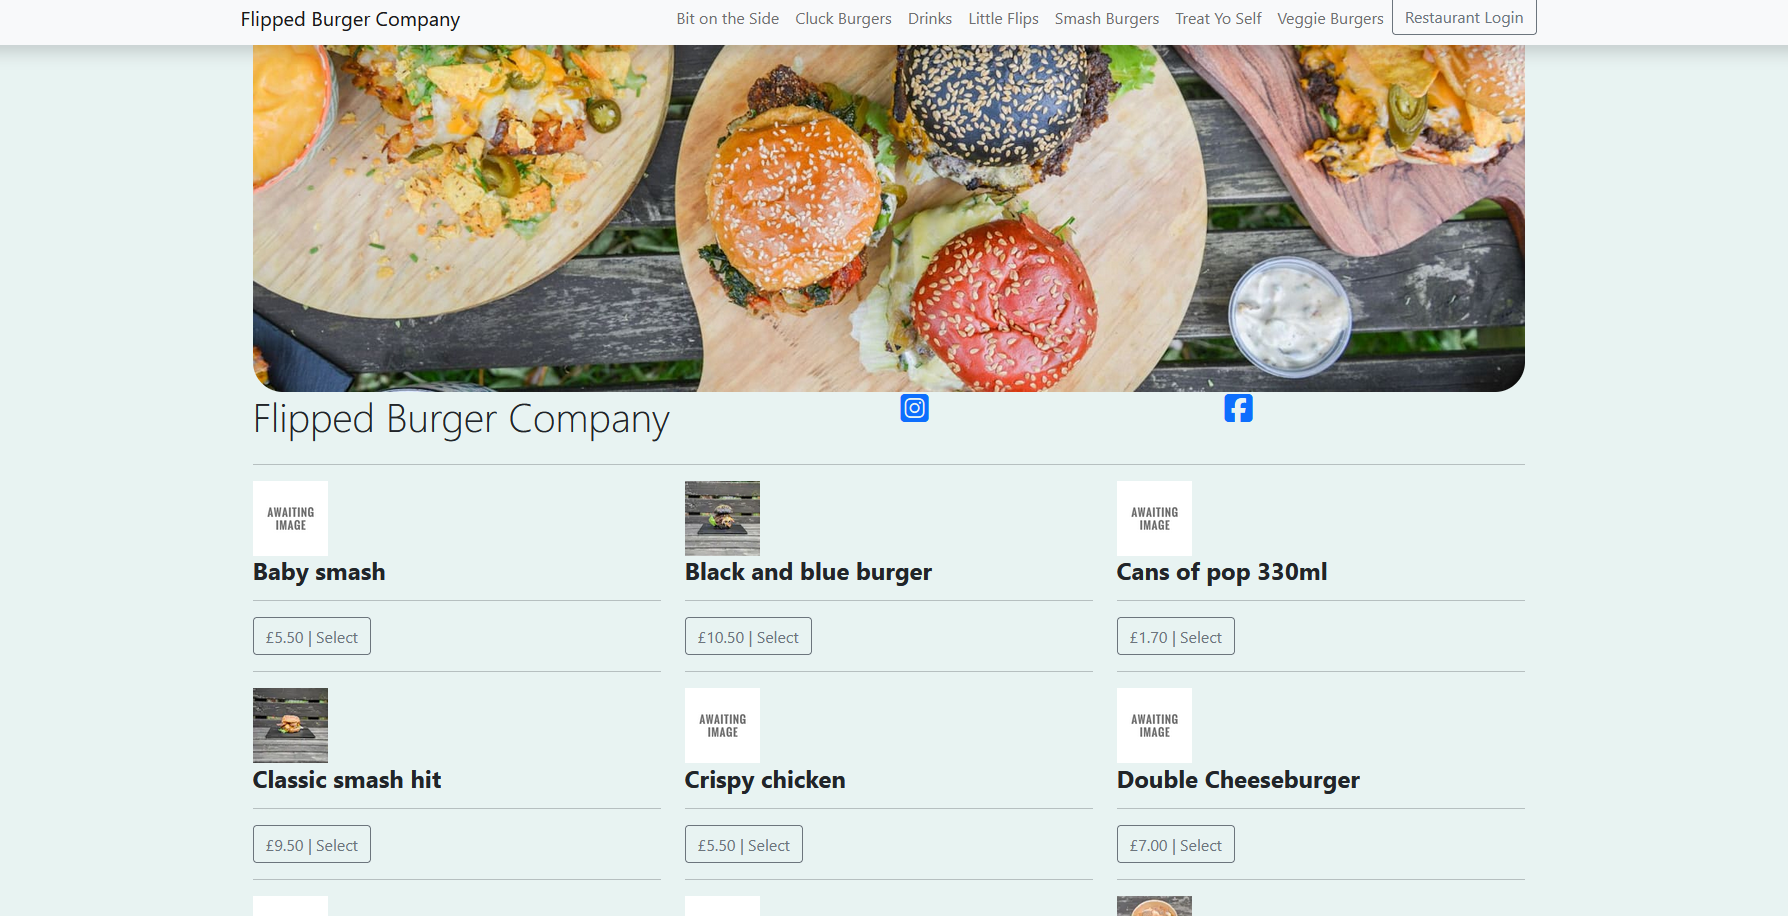 Flipped Burger Company
Bit on the Side Cluck Burgers Drinks Little Flips Smash Burgers Treat Yo Self Veggie Burgers Restaurant Login
Flipped Burger Company
AWAITING
IMAGE
AWAITING
IMAGE
Baby smash Black and blue burger Cans of pop 330ml
£5.50 | Select £10.50 | Select £1.70 | Select
AWAITING
IMAGE
AWAITING
IMAGE
Classic smash hit Crispy chicken Double Cheeseburger
£9.50 | Select £5.50 | Select £7.00 | Select